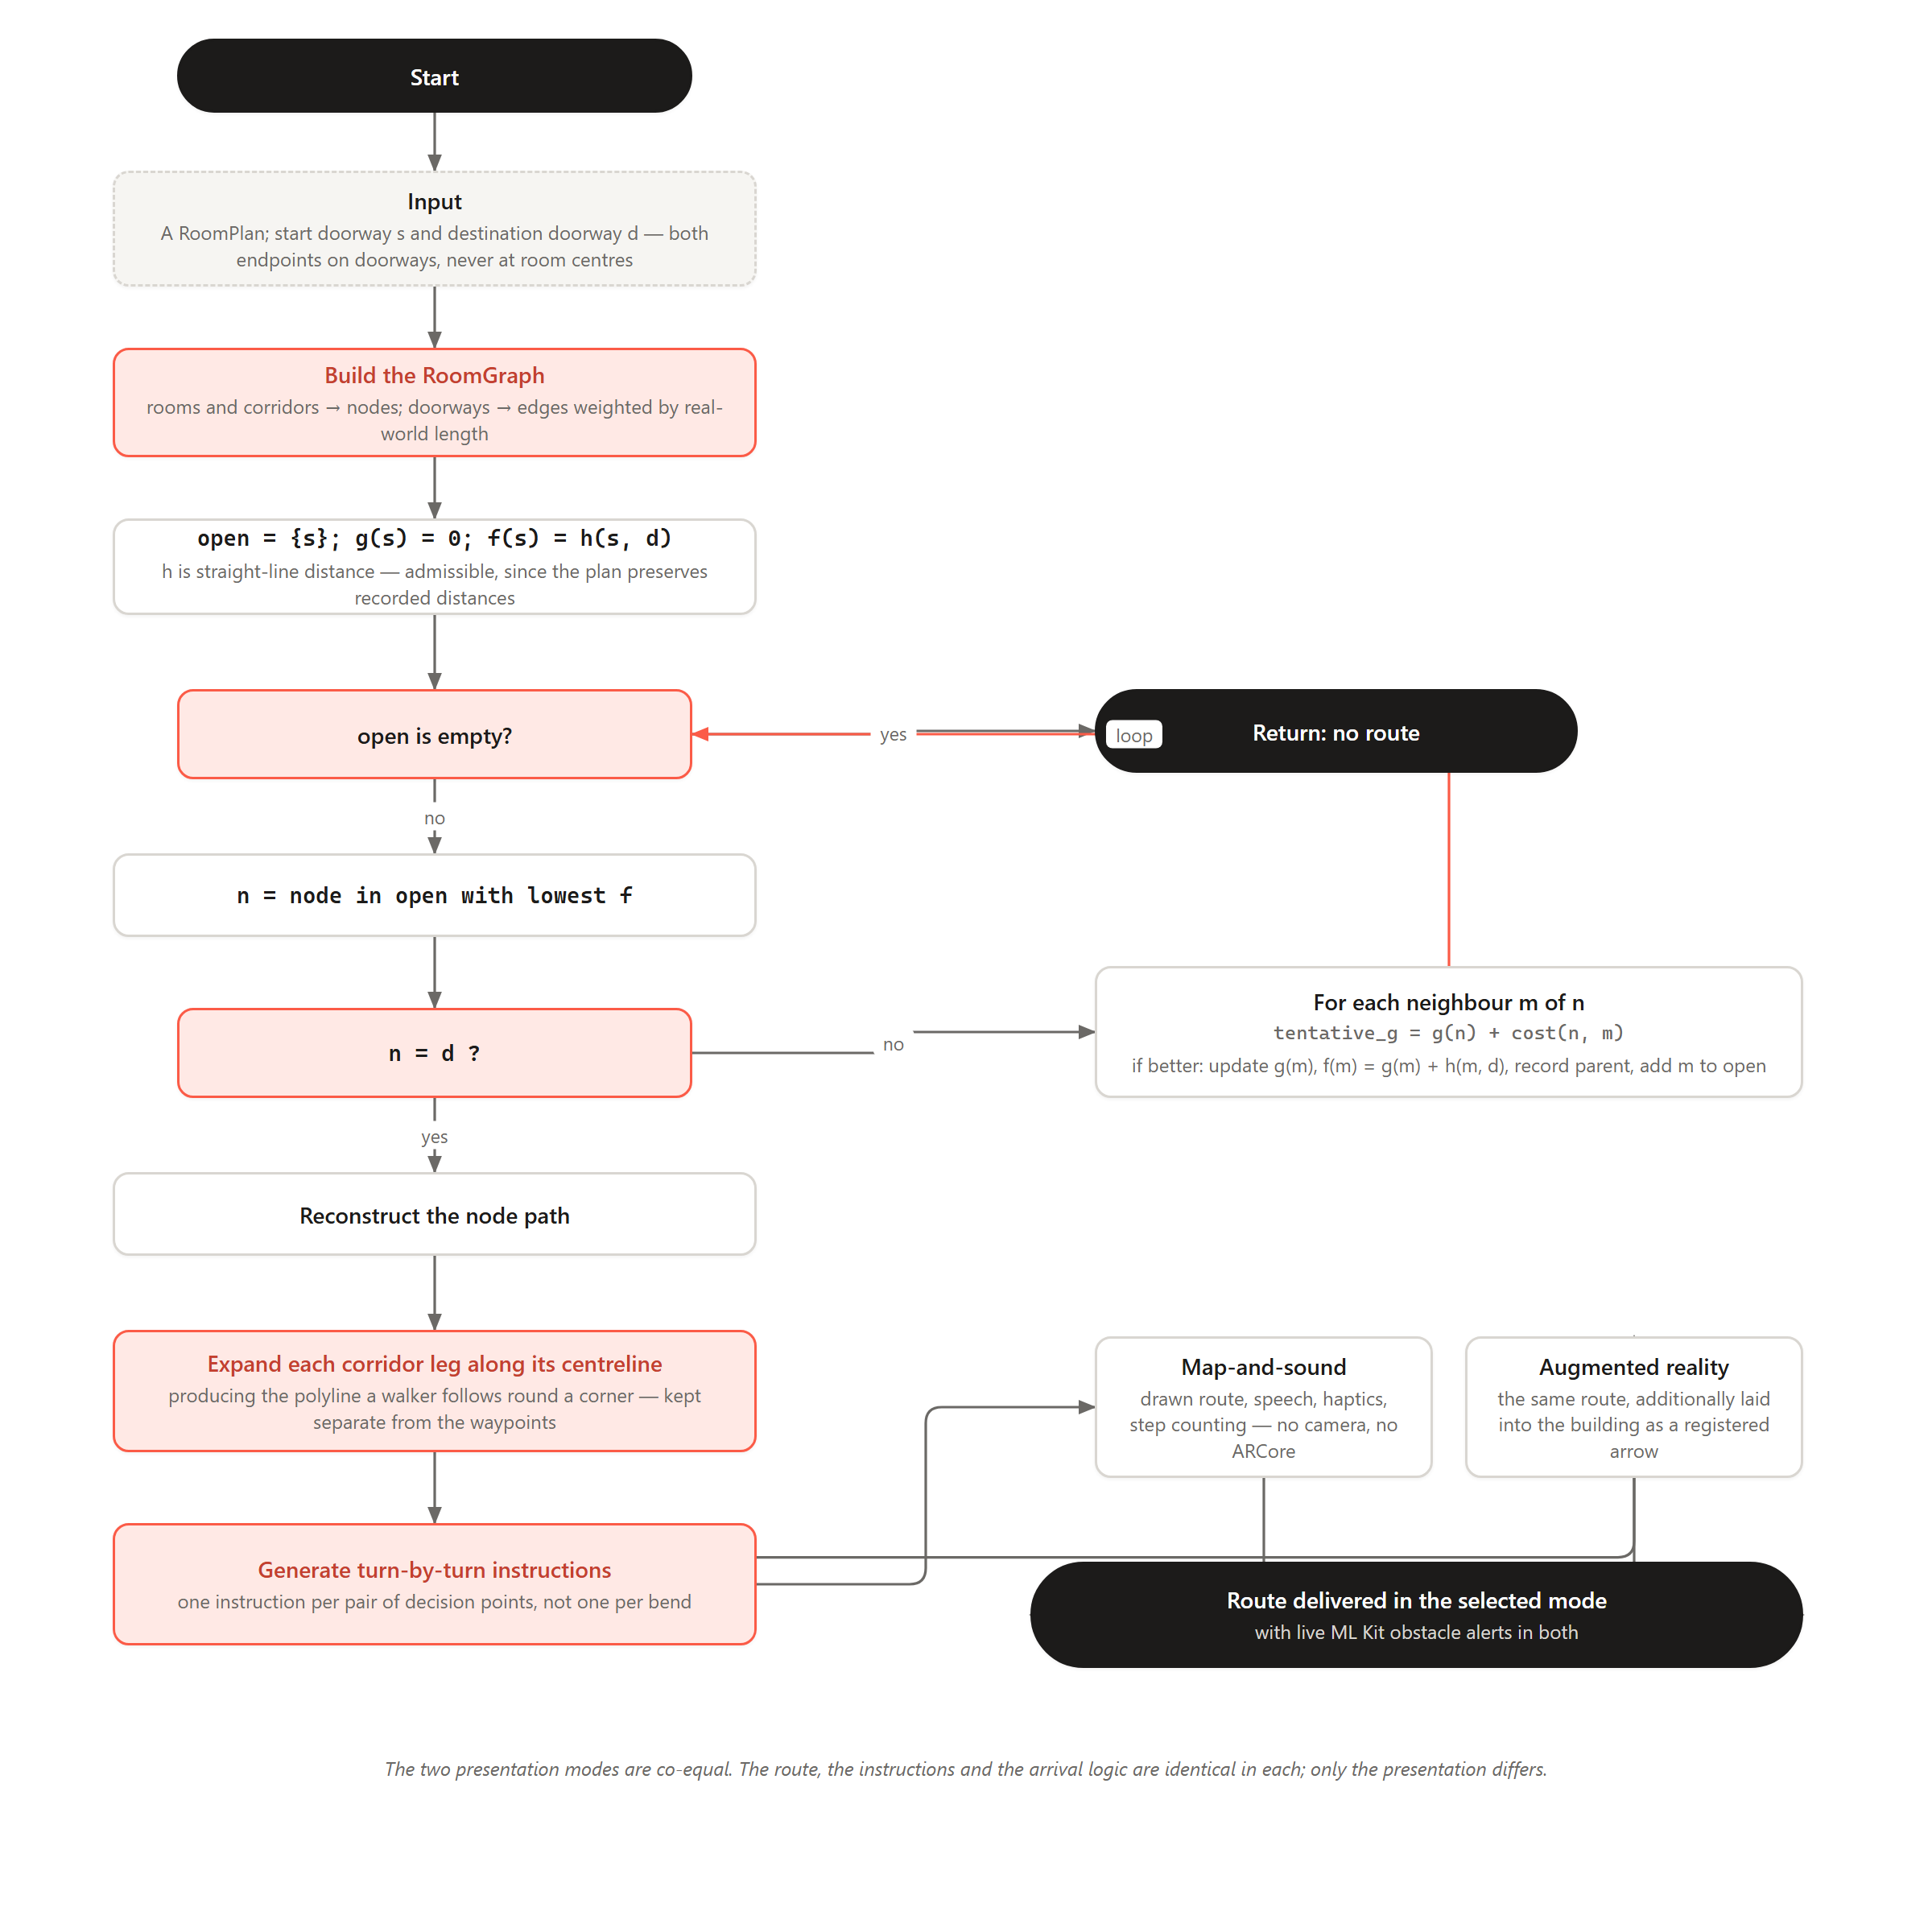 Start
Input
A RoomPlan; start doorway s and destination doorway d — both
endpoints on doorways, never at room centres
Build the RoomGraph
rooms and corridors → nodes; doorways → edges weighted by real-
world length
open = {s}; g(s) = 0; f(s) = h(s, d)
h is straight-line distance — admissible, since the plan preserves
recorded distances
open is empty?
yes
loop
Return: no route
no
n = node in open with lowest f
n = d ?
no
For each neighbour m of n
tentative_g = g(n) + cost(n, m)
if better: update g(m), f(m) = g(m) + h(m, d), record parent, add m to open
yes
Reconstruct the node path
Expand each corridor leg along its centreline
producing the polyline a walker follows round a corner — kept
separate from the waypoints
Map-and-sound
drawn route, speech, haptics,
step counting — no camera, no
ARCore
Augmented reality
the same route, additionally laid
into the building as a registered
arrow
Generate turn-by-turn instructions
one instruction per pair of decision points, not one per bend
Route delivered in the selected mode
with live ML Kit obstacle alerts in both
The two presentation modes are co-equal. The route, the instructions and the arrival logic are identical in each; only the presentation differs.